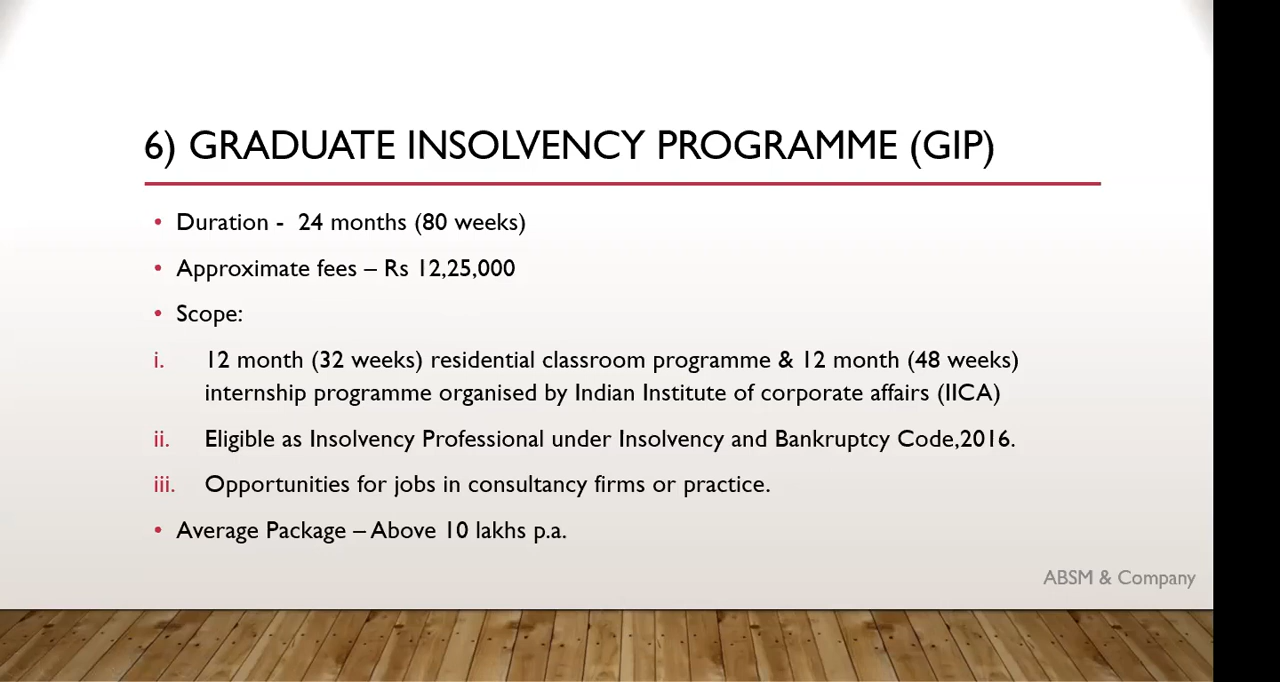 6) GRADUATE INSOLVENCY PROGRAMME (GIP)
• Duration -  24 months (80 weeks)
• Approximate fees – Rs 12,25,000
• Scope:
i. 12 month (32 weeks) residential classroom programme & 12 month (48 weeks)
internship programme organised by Indian Institute of corporate affairs (IICA)
ii. Eligible as Insolvency Professional under Insolvency and Bankruptcy Code,2016.
iii. Opportunities for jobs in consultancy firms or practice.
• Average Package – Above 10 lakhs p.a.
ABSM & Company